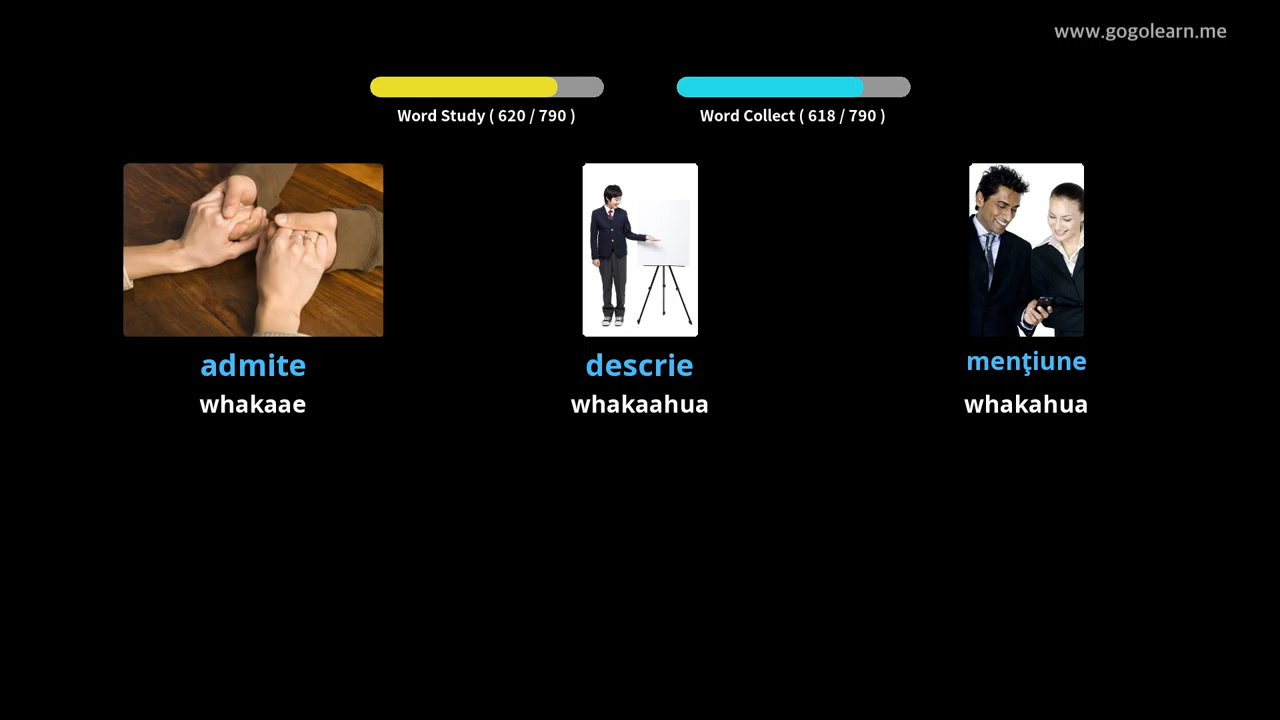 www.gogolearn.me
Word Study ( 620 / 790 )
Word Collect ( 618 / 790 )
admite
descrie
menţiune
whakaae
whakaahua
whakahua